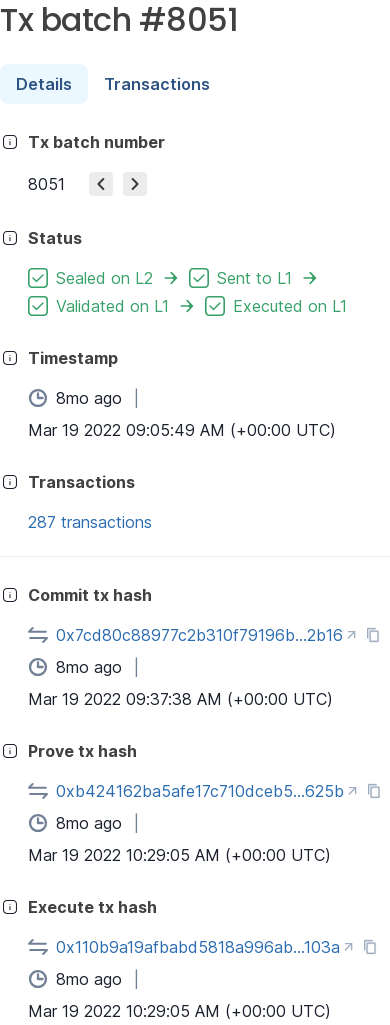 Tx batch #8051
Details Transactions
Tx batch number
8051
Status
Sealed on L2 → Sent to L1 →
Validated on L1 → Executed on L1
Timestamp
8mo ago |
Mar 19 2022 09:05:49 AM (+00:00 UTC)
Transactions
287 transactions
Commit tx hash
0x7cd80c88977c2b310f79196b...2b16
8mo ago |
Mar 19 2022 09:37:38 AM (+00:00 UTC)
Prove tx hash
0xb424162ba5afe17c710dceb5...625b
8mo ago |
Mar 19 2022 10:29:05 AM (+00:00 UTC)
Execute tx hash
0x110b9a19afbabd5818a996ab...103a
8mo ago |
Mar 19 2022 10:29:05 AM (+00:00 UTC)